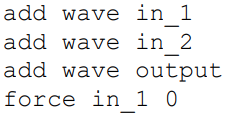 add wave in_1
add wave in_2
add wave output
force in_1 0